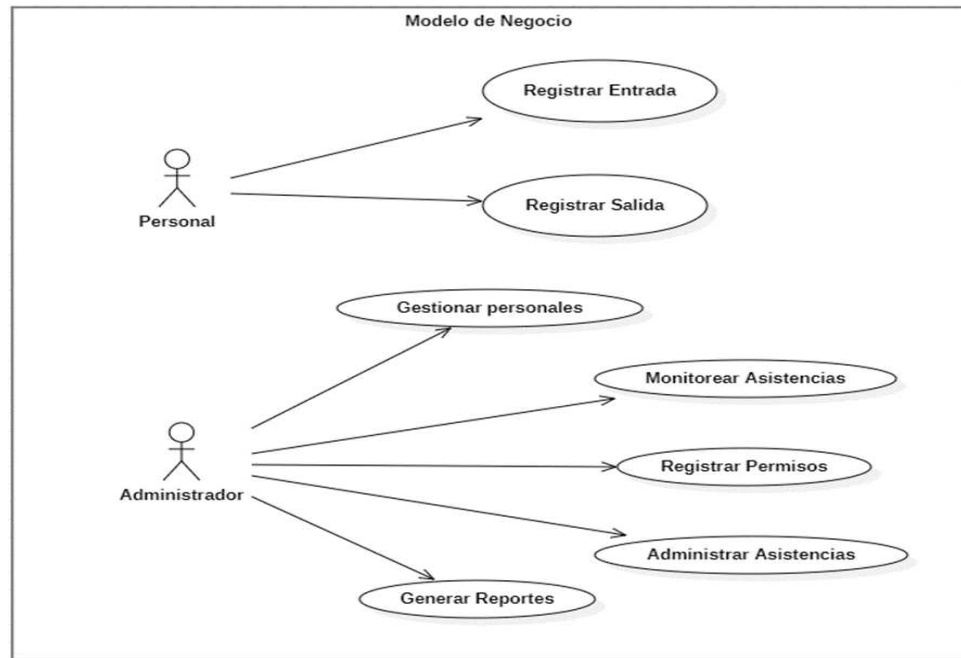 Modelo de Negocio
Registrar Entrada
Personal
Registrar Salida
Gestionar personales
Monitorear Asistencias
Administrador
Registrar Permisos
Administrar Asistencias
Generar Reportes